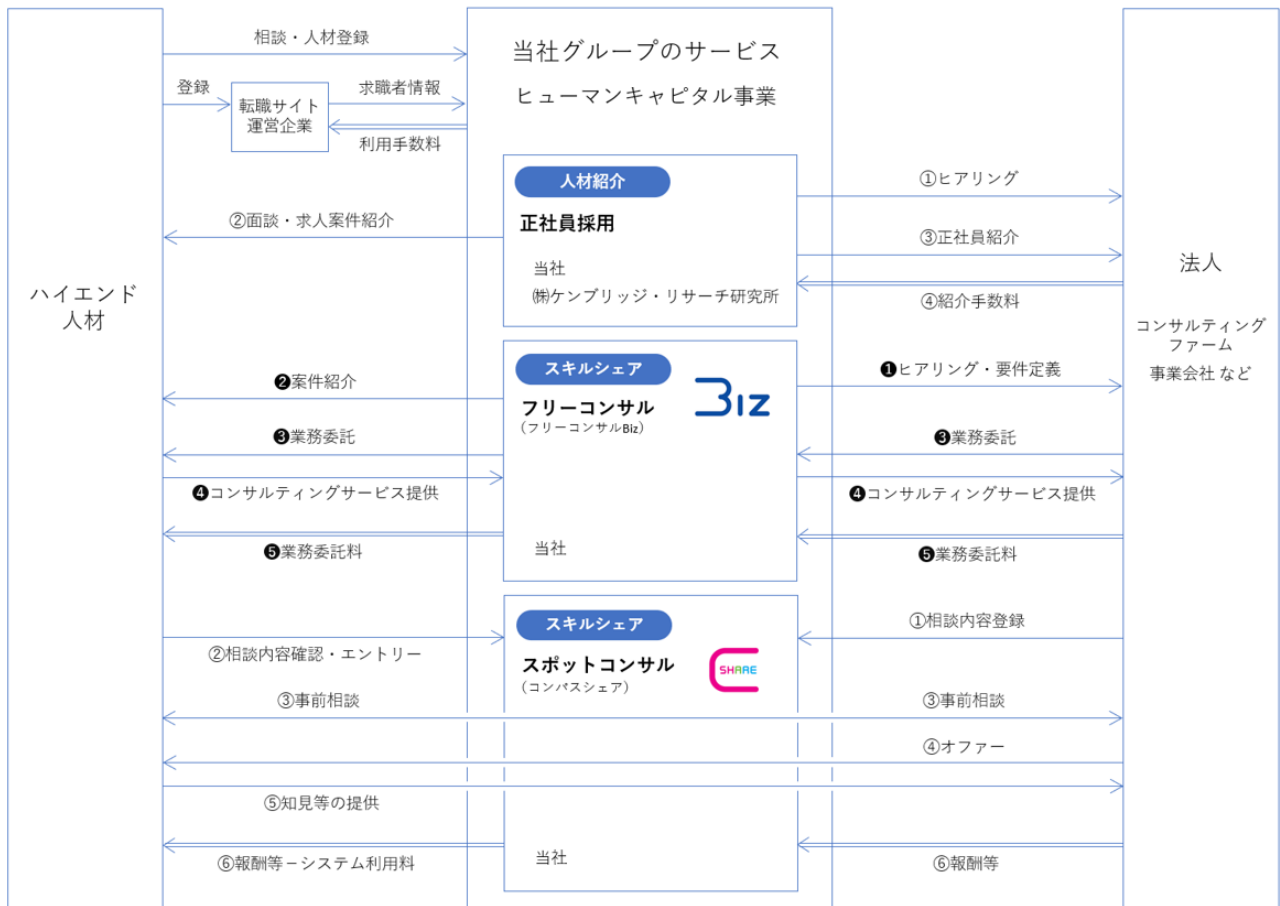 相談・人材登録
登録
転職サイト
運営企業
求職者情報
利用手数料
当社グループのサービス
ヒューマンキャピタル事業
ハイエンド
人材
法人
コンサルティング
ファーム
事業会社 など
人材紹介
正社員採用
当社
㈱ケンブリッジ・リサーチ研究所
①ヒアリング
②面談・求人案件紹介
③正社員紹介
④紹介手数料
スキルシェア
フリーコンサル
(フリーコンサルBiz)
BIZ
当社
❶ヒアリング・要件定義
❷案件紹介
❸業務委託
❸業務委託
❹コンサルティングサービス提供
❹コンサルティングサービス提供
❺業務委託料
❺業務委託料
スキルシェア
スポットコンサル
(コンパスシェア)
SHARE
当社
①相談内容登録
②相談内容確認・エントリー
③事前相談
③事前相談
④オファー
⑤知見等の提供
⑥報酬等－システム利用料
⑥報酬等